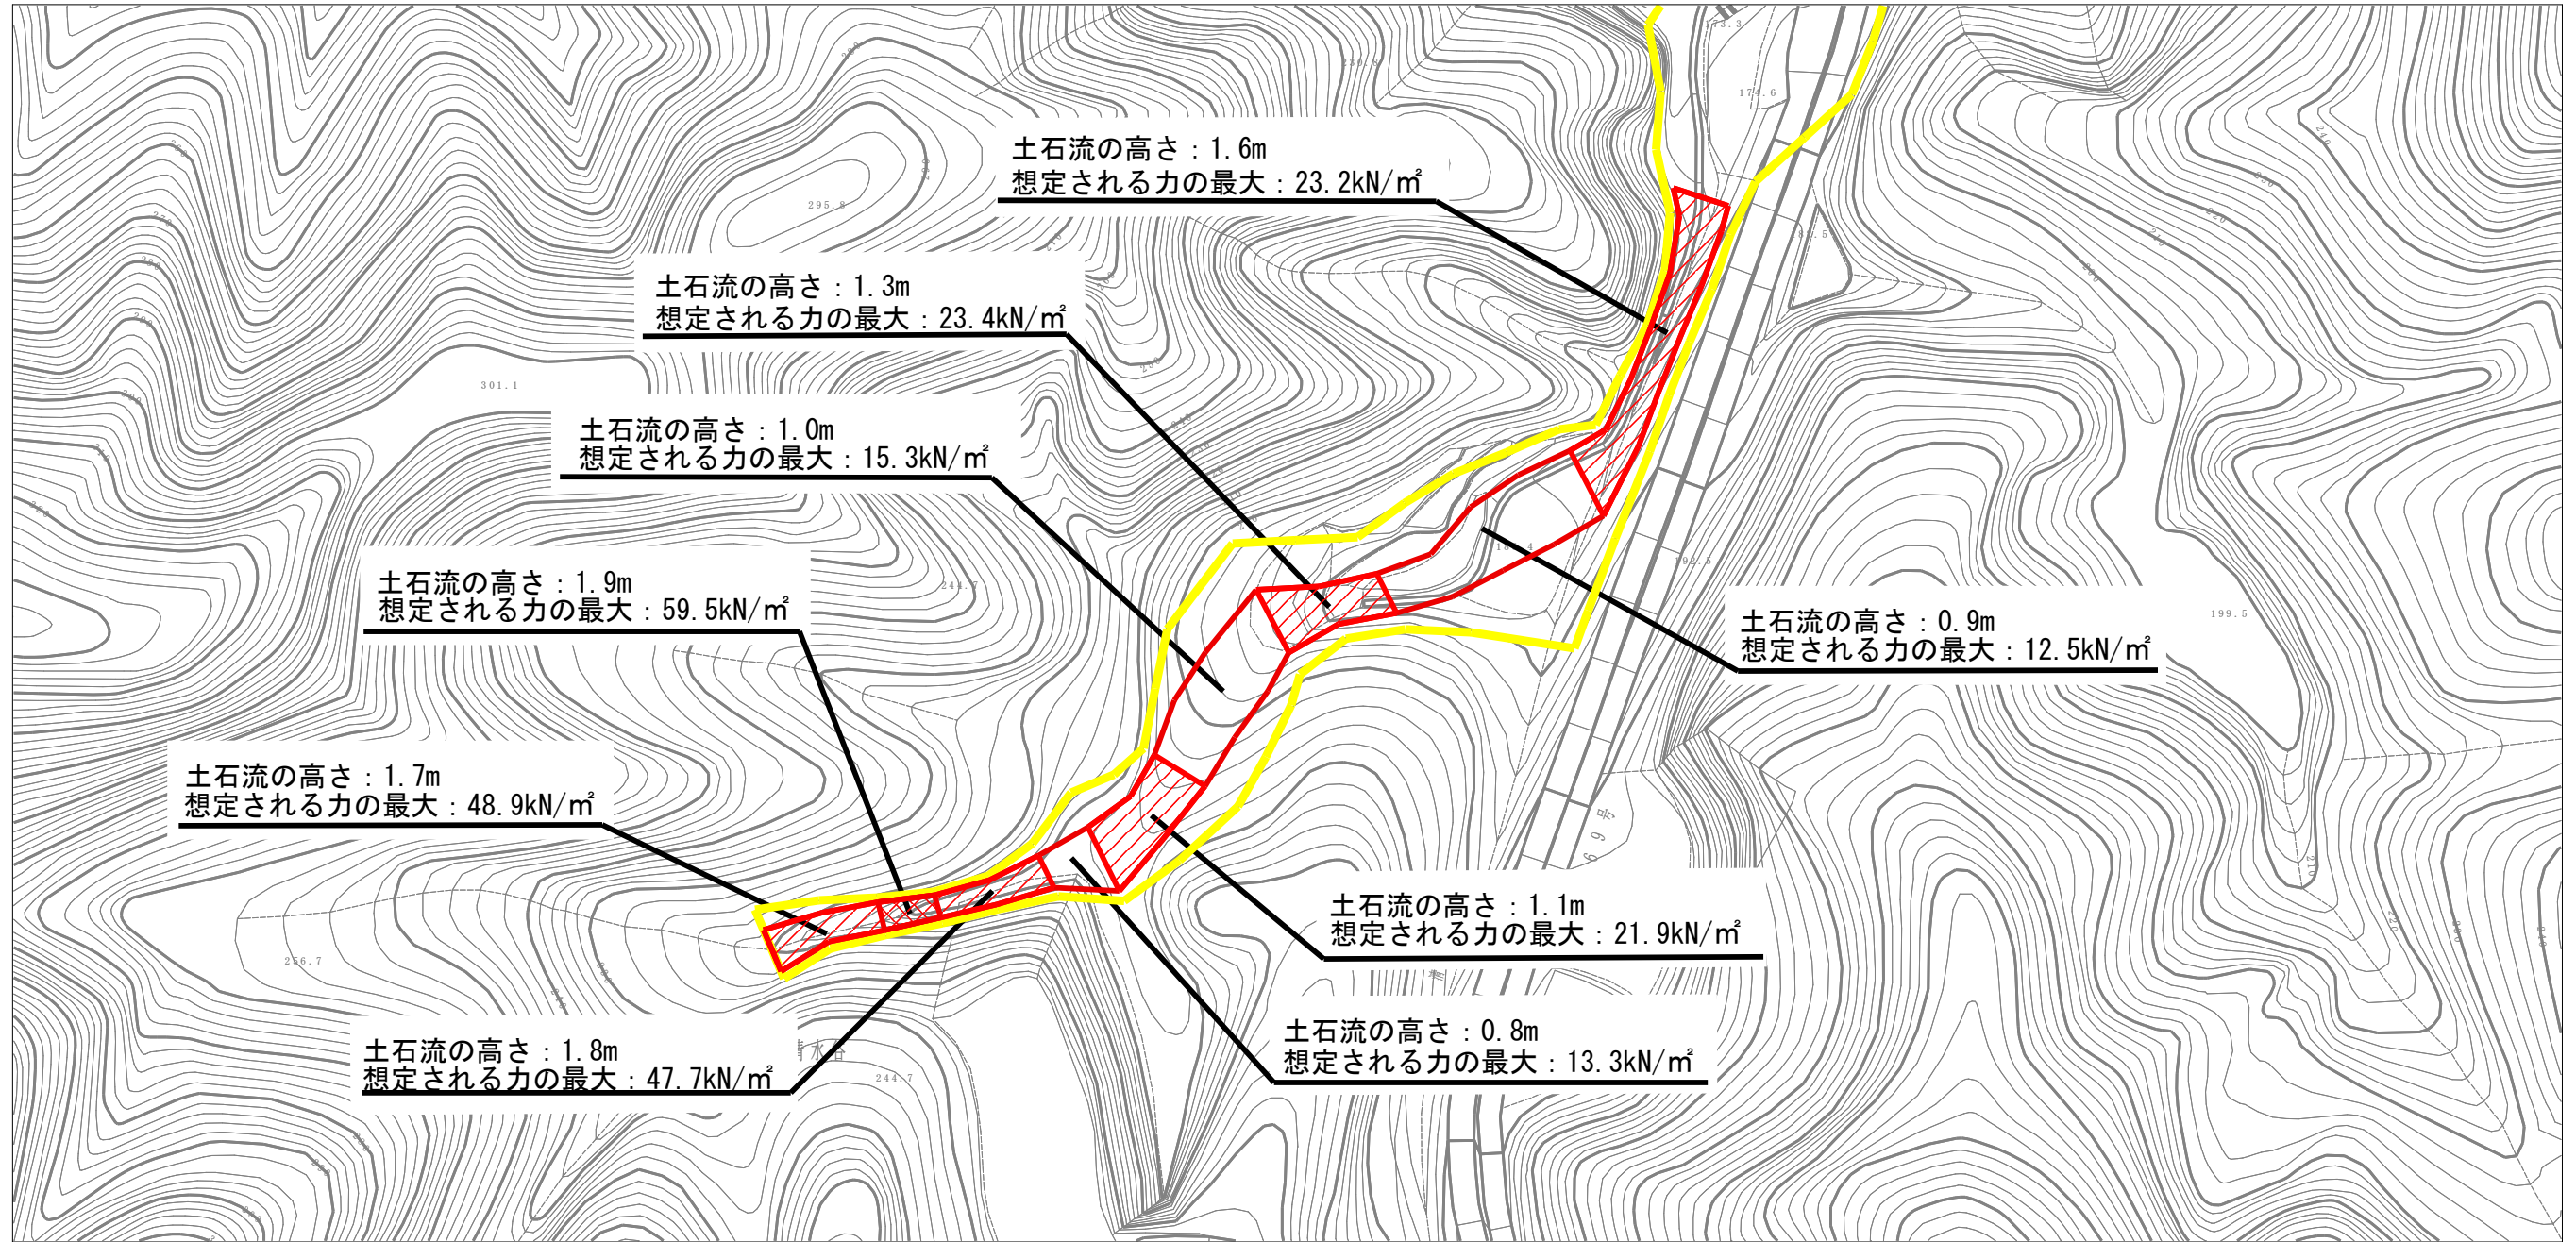 173.3
230.8
174.6
土石流の高さ：1.6m
想定される力の最大：23.2kN/㎡
295.8
土石流の高さ：1.3m
想定される力の最大：23.4kN/㎡
301.1
土石流の高さ：1.0m
想定される力の最大：15.3kN/㎡
土石流の高さ：1.9m
想定される力の最大：59.5kN/㎡
244.7
192.5
199.5
土石流の高さ：0.9m
想定される力の最大：12.5kN/㎡
土石流の高さ：1.7m
想定される力の最大：48.9kN/㎡
土石流の高さ：1.1m
想定される力の最大：21.9kN/㎡
256.7
土石流の高さ：0.8m
想定される力の最大：13.3kN/㎡
土石流の高さ：1.8m
想定される力の最大：47.7kN/㎡
244.7